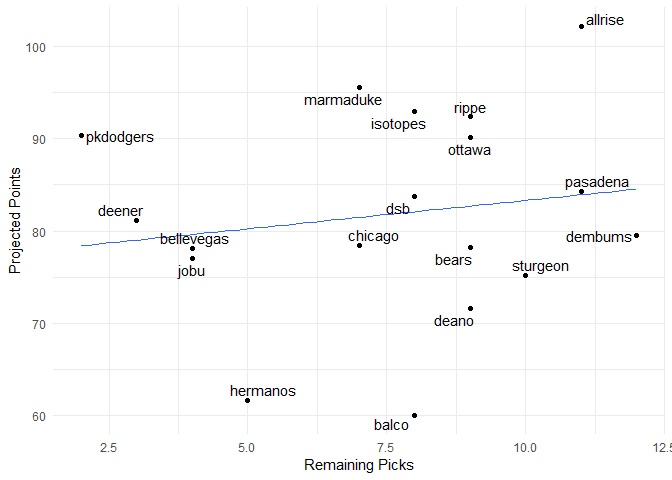 allrise
100
marmaduke
rippe
isotopes
90
pkdodgers
ottawa
pasadena
deener
dsb
Projected Points
80
bellevegas
chicago
dembums
jobu
bears
sturgeon
70
deano
hermanos
60
balco
2.5 5.0 7.5 10.0 12.5
Remaining Picks